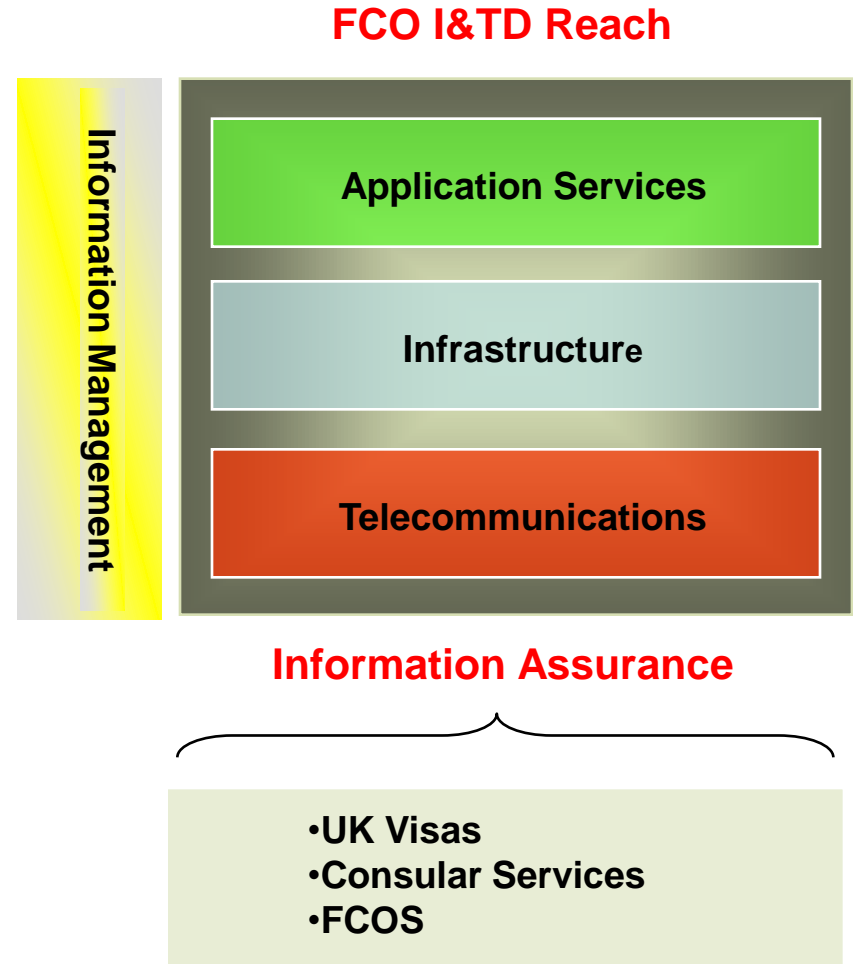 FCO I&TD Reach
Information Management
Application Services
Infrastructure
Telecommunications
Information Assurance
•UK Visas
•Consular Services
•FCOS